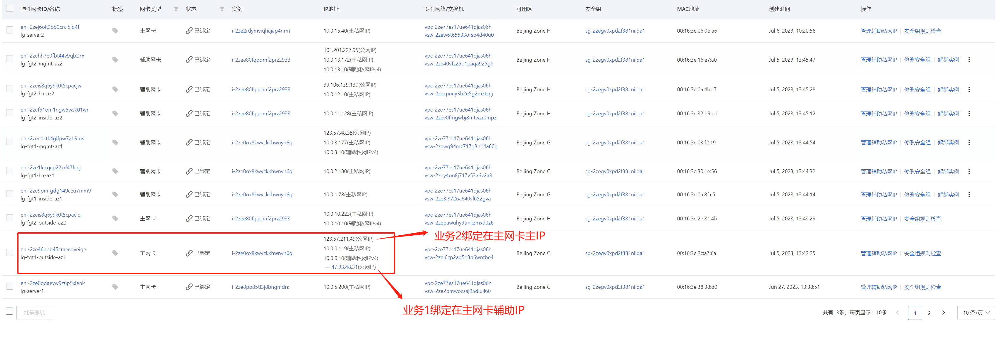 弹性网卡ID/名称 标签 网卡类型 状态 实例 IP地址 专有网络/交换机 可用区 安全组 MAC地址 创建时间 操作
eni-2zej6ok9bb0crci5jq4f
lg-server2
主网卡 已绑定 i-2ze2rdymviqhajap4nrm 10.0.15.40(主私网IP)
vpc-2ze77es17ue641djas06h
vsw-2zew6t65533orsb4d40u0
Beijing Zone H sg-2zegv0xpd2f381niiqa1 00:16:3e:06:0b:a6 Jul 6, 2023, 10:20:56 管理辅助私网IP 安全组规则检查
eni-2zehh7e0fbt44v9qb27x
lg-fgt2-mgmt-az2
辅助网卡 已绑定 i-2zee80fqqqmf2prz2933
101.201.227.95(公网IP)
10.0.13.172(主私网IP)
10.0.13.10(辅助私网IPv4)
vpc-2ze77es17ue641djas06h
vsw-2ze40vfz25b1paqa925gk
Beijing Zone H sg-2zegv0xpd2f381niiqa1 00:16:3e:16:e7:a0 Jul 5, 2023, 13:45:47 管理辅助私网IP 修改安全组 解绑实例
eni-2zeis8q6y9k0t5cpacjw
lg-fgt2-ha-az2
辅助网卡 已绑定 i-2zee80fqqqmf2prz2933
39.106.139.130(公网IP)
10.0.12.10(主私网IP)
vpc-2ze77es17ue641djas06h
vsw-2zexpney3b2e5g2mztspj
Beijing Zone H sg-2zegv0xpd2f381niiqa1 00:16:3e:0a:4b:c7 Jul 5, 2023, 13:45:28 管理辅助私网IP 修改安全组 解绑实例
eni-2zef61om1ngw5wsk01wn
lg-fgt2-inside-az2
辅助网卡 已绑定 i-2zee80fqqqmf2prz2933 10.0.11.128(主私网IP)
vpc-2ze77es17ue641djas06h
vsw-2zev0fmgwbj8mtwzr0mpz
Beijing Zone H sg-2zegv0xpd2f381niiqa1 00:16:3e:32:b9:ed Jul 5, 2023, 13:45:12 管理辅助私网IP 修改安全组 解绑实例
eni-2zee1ztk4glfpw7ah9ms
lg-fgt1-mgmt-az1
辅助网卡 已绑定 i-2ze0ox8kwvckkhwnyh6q
123.57.48.35(公网IP)
10.0.3.177(主私网IP)
10.0.3.10(辅助私网IPv4)
vpc-2ze77es17ue641djas06h
vsw-2zewq94mz717g3n14a60g
Beijing Zone G sg-2zegv0xpd2f381niiqa1 00:16:3e:03:f2:19 Jul 5, 2023, 13:44:54 管理辅助私网IP 修改安全组 解绑实例
eni-2ze1lckqcp22xd47fcej
lg-fgt1-ha-az1
辅助网卡 已绑定 i-2ze0ox8kwvckkhwnyh6q 10.0.2.180(主私网IP)
vpc-2ze77es17ue641djas06h
vsw-2zey4on8j717v53a6v2a8
Beijing Zone G sg-2zegv0xpd2f381niiqa1 00:16:3e:30:1e:56 Jul 5, 2023, 13:44:32 管理辅助私网IP 修改安全组 解绑实例
eni-2ze9pmrgdg149ceu7mm9
lg-fgt1-inside-az1
辅助网卡 已绑定 i-2ze0ox8kwvckkhwnyh6q 10.0.1.78(主私网IP)
vpc-2ze77es17ue641djas06h
vsw-2ze3l8726a640vl652gva
Beijing Zone G sg-2zegv0xpd2f381niiqa1 00:16:3e:0a:8f:c5 Jul 5, 2023, 13:44:14 管理辅助私网IP 修改安全组 解绑实例
eni-2zeis8q6y9k0t5cpaciq
lg-fgt2-outside-az2
主网卡 已绑定 i-2zee80fqqqmf2prz2933
10.0.10.223(主私网IP)
10.0.10.10(辅助私网IPv4)
vpc-2ze77es17ue641djas06h
vsw-2zepawuhy9tinkzmxd0z6
Beijing Zone H sg-2zegv0xpd2f381niiqa1 00:16:3e:2e:81:4b Jul 5, 2023, 13:43:29 管理辅助私网IP 安全组规则检查
业务2绑定在主网卡主IP
eni-2ze46nbb45cmecqveige
lg-fgt1-outside-az1
主网卡 已绑定 i-2ze0ox8kwvckkhwnyh6q
123.57.211.49(公网IP)
10.0.0.119(主私网IP)
10.0.0.10(辅助私网IPv4)
47.93.48.31(公网IP)
vpc-2ze77es17ue641djas06h
vsw-2zej6cp2ad513p6wntbe4
Beijing Zone G sg-2zegv0xpd2f381niiqa1 00:16:3e:2c:a7:6a Jul 5, 2023, 13:42:25 管理辅助私网IP 安全组规则检查
eni-2ze0qdaevw9z6p5xlenk
lg-server1
主网卡 已绑定 i-2ze8pb85tl3j8bngmdra 10.0.5.200(主私网IP)
vpc-2ze77es17ue641djas06h
vsw-2ze2pmwocsaj95dluii60
Beijing Zone G sg-2zegv0xpd2f381niiqa1 00:16:3e:38:38:d0 Jun 27, 2023, 13:38:51 管理辅助私网IP 安全组规则检查
业务1绑定在主网卡辅助IP
批量删除 共有13条，每页显示：10条 1 2 10 条/页